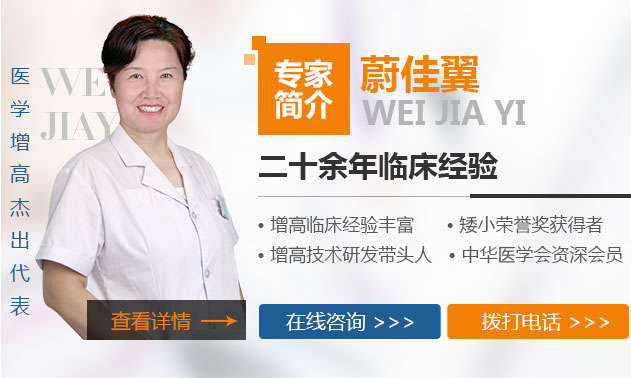 医学增高杰出代表
WEI
JIAY
专家
简介
蔚佳翼
WEI JIA YI
二十余年临床经验
• 增高临床经验丰富
• 矮小荣誉奖获得者
• 增高技术研发带头人
• 中华医学会资深会员
查看详情
在线咨询 >>>
拨打电话 >>>